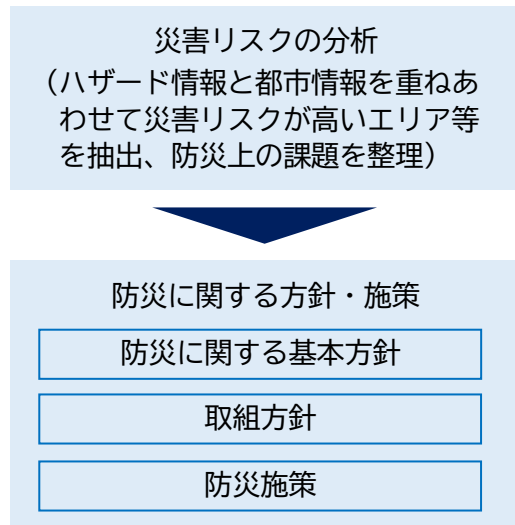 災害リスクの分析
（ハザード情報と都市情報を重ねあ
わせて災害リスクが高いエリア等
を抽出、防災上の課題を整理）
防災に関する方針・施策
防災に関する基本方針
取組方針
防災施策